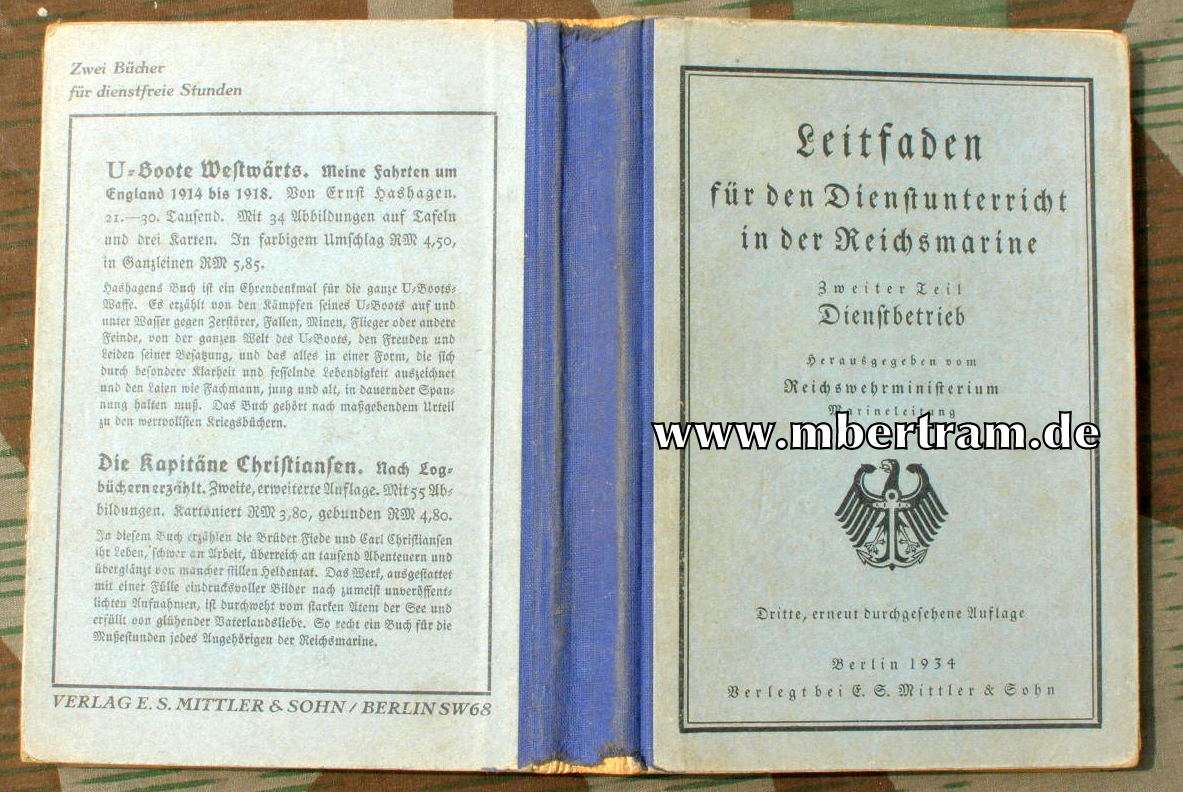 Zwei Bücher
für dienstfreie Stunden
U-Boote Westwärts. Meine Fahrten um
England 1914 bis 1918. Von Ernst Hashagen.
21.—30. Tausend. Mit 34 Abbildungen auf Tafeln
und drei Karten. In farbigem Umschlag RM 4,50,
in Ganzleinen RM 5,85.
Hashagens Buch ist ein Ehrendenkmal für die ganze U-Boots-
Waffe. Es erzählt von den Kämpfen seines U-Boots auf und
unter Wasser gegen Zerstörer, Fallen, Minen, Flieger oder andere
Feinde, von der ganzen Welt des U-Boots, den Freuden und
Leiden seiner Besatzung, und das alles in einer Form, die sich
durch besondere Klarheit und fesselnde Lebendigkeit auszeichnet
und den Laien wie Fachmann, jung und alt, in dauernder Span-
nung halten muß. Das Buch gehört nach maßgebendem Urteil
zu den wertvollsten Kriegsbüchern.
Die Kapitäne Christiansen. Nach Log-
büchern erzählt. Zweite, erweiterte Auflage. Mit 55 Ab-
bildungen. Kartoniert RM 3,80, gebunden RM 4,80.
In diesem Buch erzählen die Brüder Fiede und Carl Christiansen
ihr Leben, schwer an Arbeit, überreich an tausend Abenteuern und
überglänzt von mancher stillen Heldentat. Das Werk, ausgestattet
mit einer Fülle eindrucksvoller Bilder nach zumeist unveröffent-
lichten Aufnahmen, ist durchweht vom starken Atem der See und
erfüllt von glühender Vaterlandsliebe. So recht ein Buch für die
Mußestunden jedes Angehörigen der Reichsmarine.
VERLAG E. S. MITTLER & SOHN / BERLIN SW68
Leitfaden
für den Dienstunterricht
in der Reichsmarine
Zweiter Teil
Dienstbetrieb
Herausgegeben vom
Reichswehrministerium
Marineleitung
www.mbertram.de
Dritte, erneut durchgesehene Auflage
Berlin 1934
Verlegt bei E. S. Mittler & Sohn